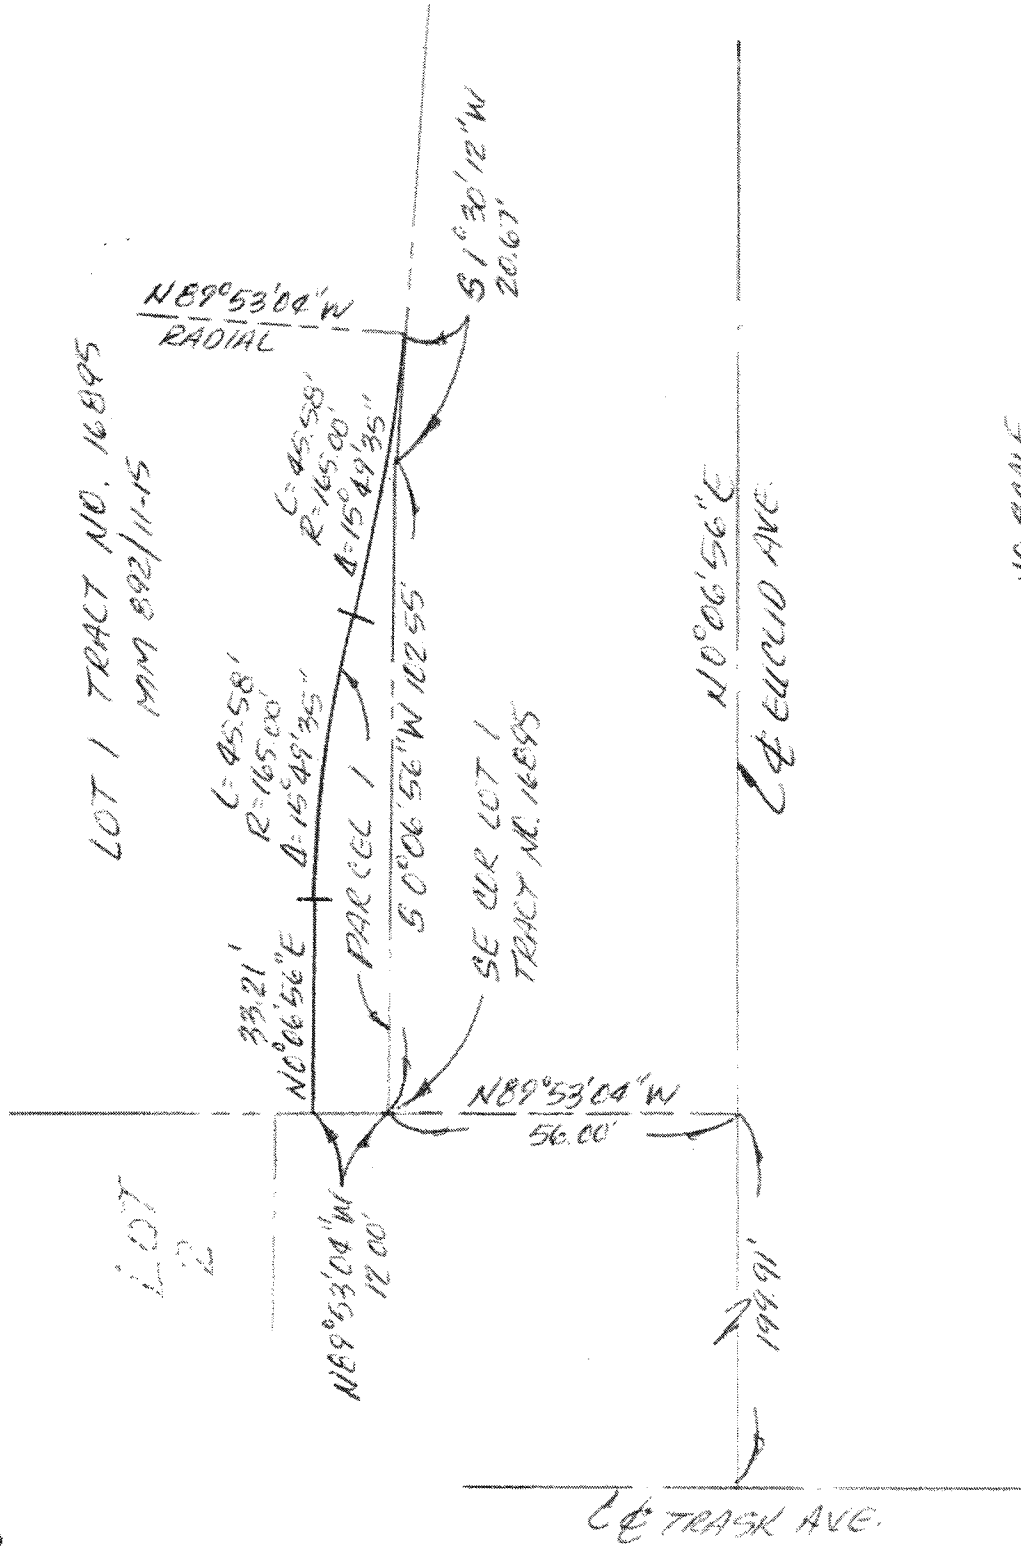 LOT 1 TRACT NO. 16895
MM 892/11-15
N89°53'04"W
RADIAL
S1°30'12"W
20.67'
L=45.58'
R=165.00'
Δ=15°49'35"
L=45.58'
R=165.00'
Δ=15°49'35"
33.21'
N0°06'56"E
PARCEL 1
S0°06'56"W 102.55'
SE COR LOT 1
TRACT NO. 16895
N0°06'56"E
℄ EUCLID AVE.
N89°53'04"W
56.00'
LOT
2
N89°53'04"W
12.00'
199.91'
℄ TRASK AVE.